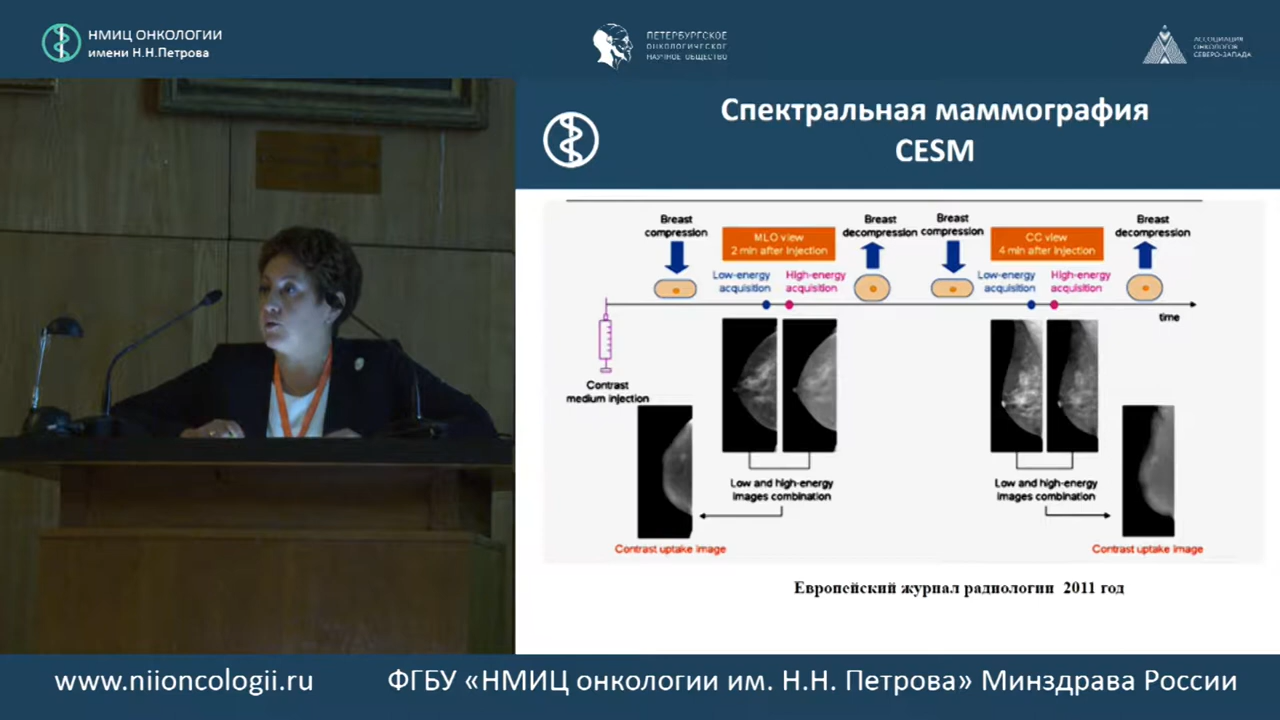 НМИЦ ОНКОЛОГИИ
имени Н.Н.Петрова
ПЕТЕРБУРГСКОЕ
ОНКОЛОГИЧЕСКОЕ
НАУЧНОЕ ОБЩЕСТВО
АССОЦИАЦИЯ
ОНКОЛОГОВ
СЕВЕРО-ЗАПАДА
Спектральная маммография
CESM
Breast
compression
MLO view
2 min after injection
Breast
decompression
Breast
compression
CC view
4 min after injection
Breast
decompression
Low-energy
acquisition
High-energy
acquisition
Low-energy
acquisition
High-energy
acquisition
time
Contrast
medium injection
Low and high-energy
images combination
Low and high-energy
images combination
Contrast uptake image
Contrast uptake image
Европейский журнал радиологии 2011 год
www.niioncologii.ru
ФГБУ «НМИЦ онкологии им. Н.Н. Петрова» Минздрава России